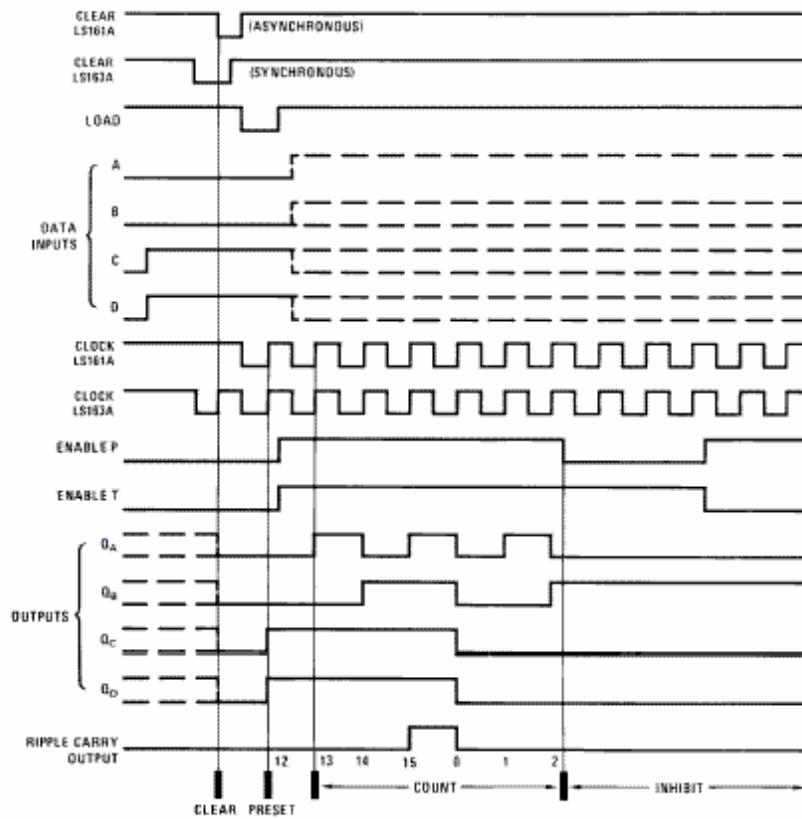 CLEAR
LS161A
(ASYNCHRONOUS)
CLEAR
LS163A
(SYNCHRONOUS)
LOAD
DATA
INPUTS
A
B
C
D
CLOCK
LS161A
CLOCK
LS163A
ENABLE P
ENABLE T
OUTPUTS
QA
QB
QC
QD
RIPPLE CARRY
OUTPUT
12 13 14 15 0 1 2
COUNT INHIBIT
CLEAR PRESET